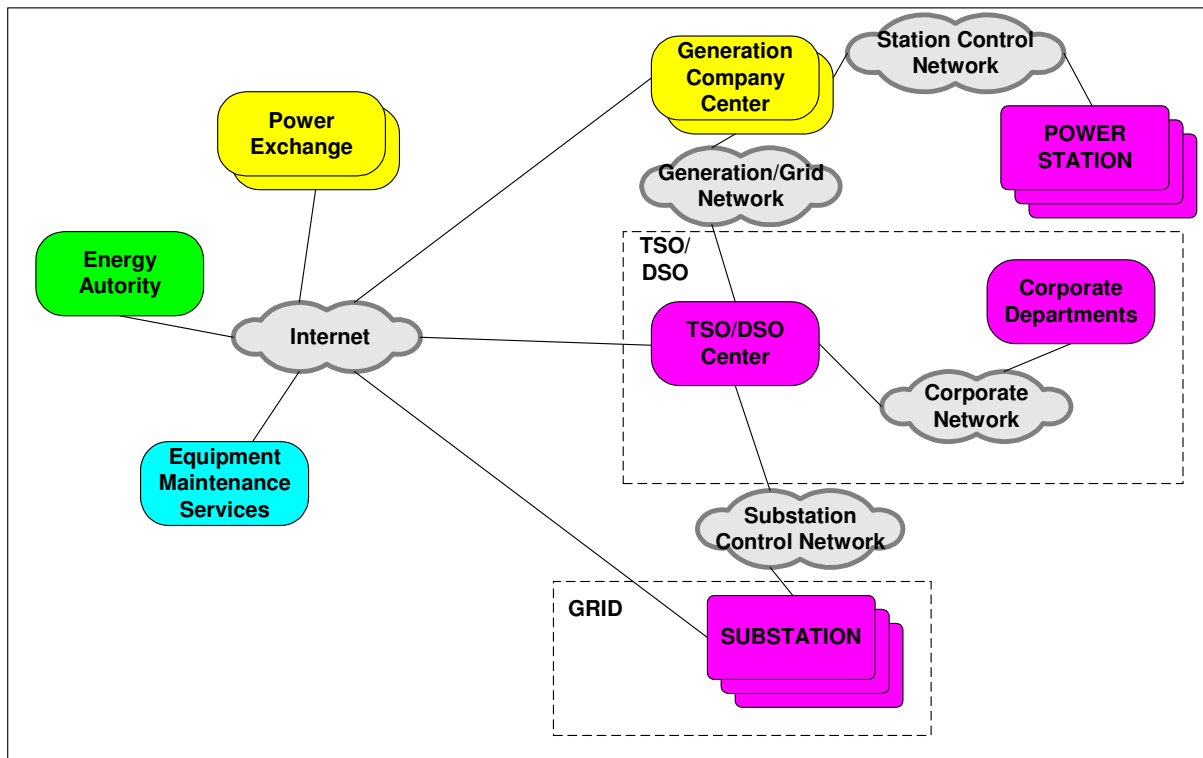 Generation
Company
Center
Station Control
Network
Power
Exchange
POWER
STATION
Generation/Grid
Network
TSO/
DSO
Energy
Autority
Corporate
Departments
Internet
TSO/DSO
Center
Corporate
Network
Equipment
Maintenance
Services
Substation
Control Network
GRID
SUBSTATION